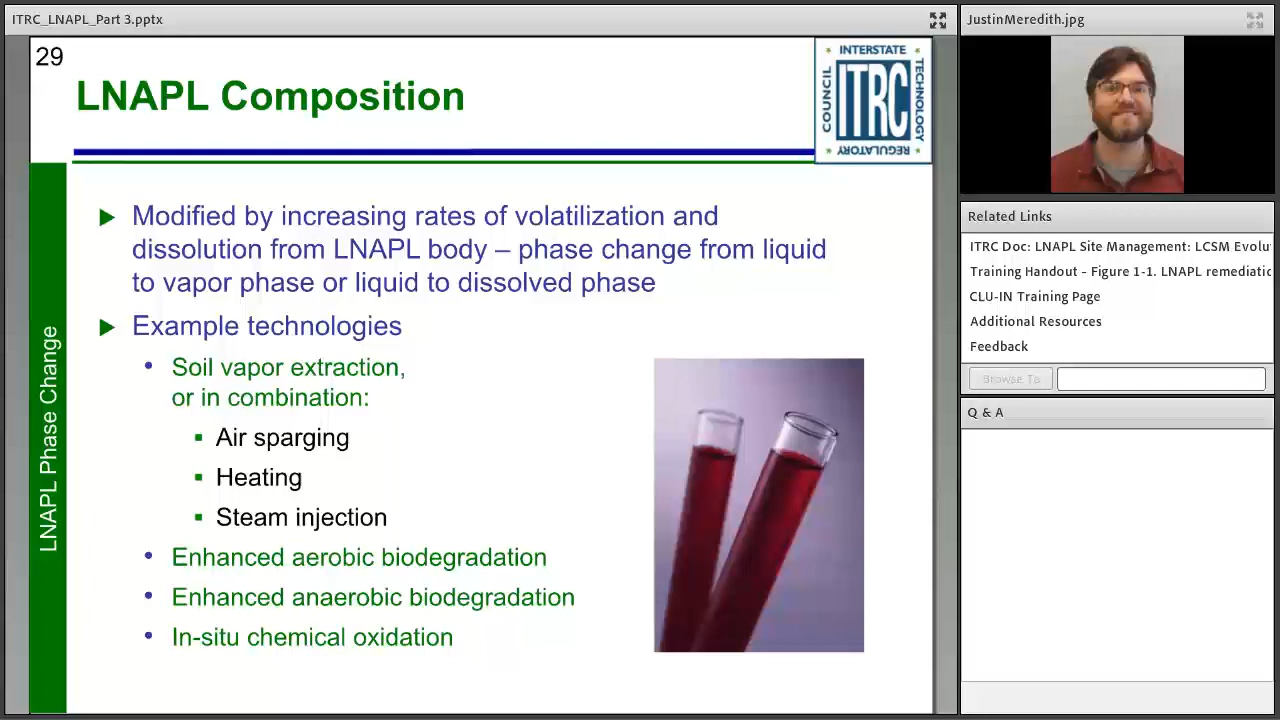 ITRC_LNAPL_Part 3.pptx
29
LNAPL Composition
INTERSTATE
COUNCIL
ITRC
TECHNOLOGY
REGULATORY
LNAPL Phase Change
Modified by increasing rates of volatilization and
dissolution from LNAPL body – phase change from liquid
to vapor phase or liquid to dissolved phase
Example technologies
Soil vapor extraction,
or in combination:
Air sparging
Heating
Steam injection
Enhanced aerobic biodegradation
Enhanced anaerobic biodegradation
In-situ chemical oxidation
JustinMeredith.jpg
Related Links
ITRC Doc: LNAPL Site Management: LCSM Evolu
Training Handout - Figure 1-1. LNAPL remediatic
CLU-IN Training Page
Additional Resources
Feedback
Browse To
Q & A